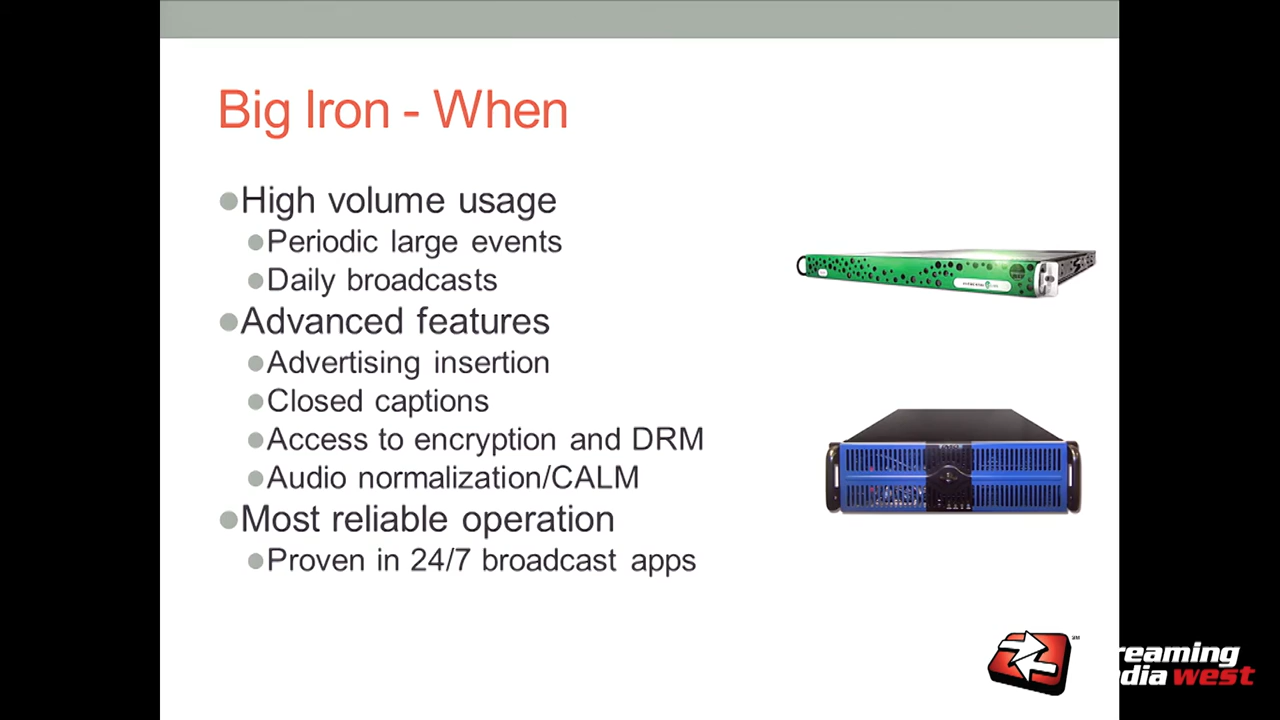 Big Iron - When
High volume usage
Periodic large events
Daily broadcasts
Advanced features
Advertising insertion
Closed captions
Access to encryption and DRM
Audio normalization/CALM
Most reliable operation
Proven in 24/7 broadcast apps
SM
reaming
dia west